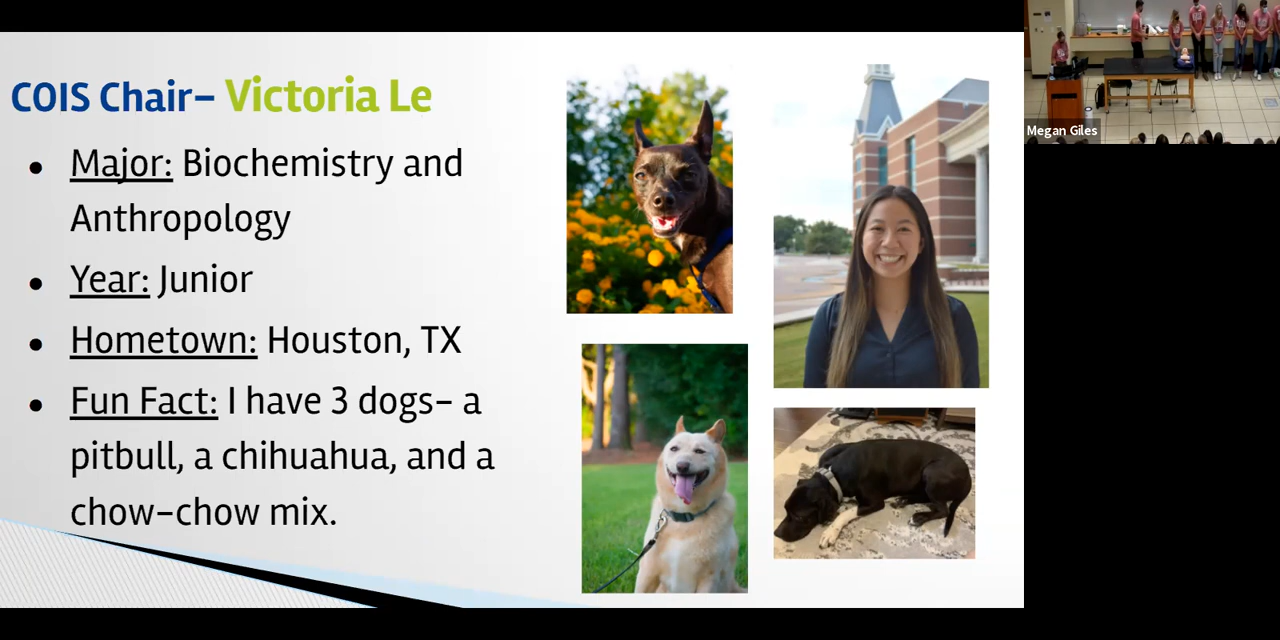 COIS Chair– Victoria Le
• Major: Biochemistry and
Anthropology
• Year: Junior
• Hometown: Houston, TX
• Fun Fact: I have 3 dogs– a
pitbull, a chihuahua, and a
chow–chow mix.
Megan Giles